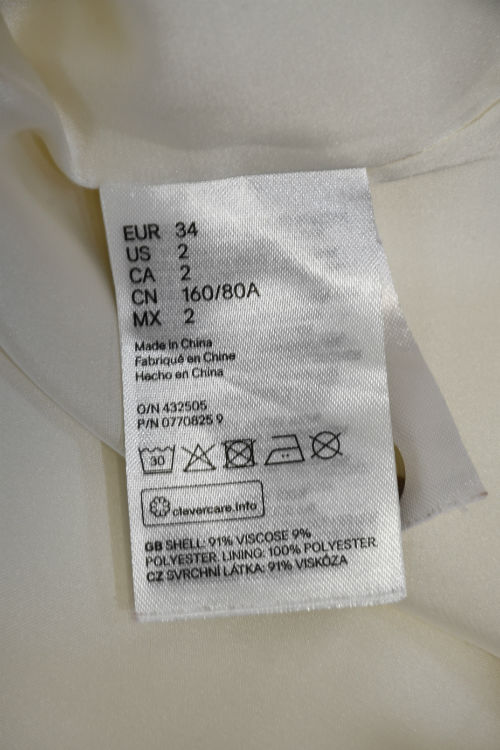 EUR 34
US 2
CA 2
CN 160/80A
MX 2
Made in China
Fabriqué en Chine
Hecho en China
O/N 432505
P/N 0770825 9
30
clevercare.info
GB SHELL: 91% VISCOSE 9%
POLYESTER. LINING: 100% POLYESTER
CZ SVRCHNÍ LÁTKA: 91% VISKÓZA